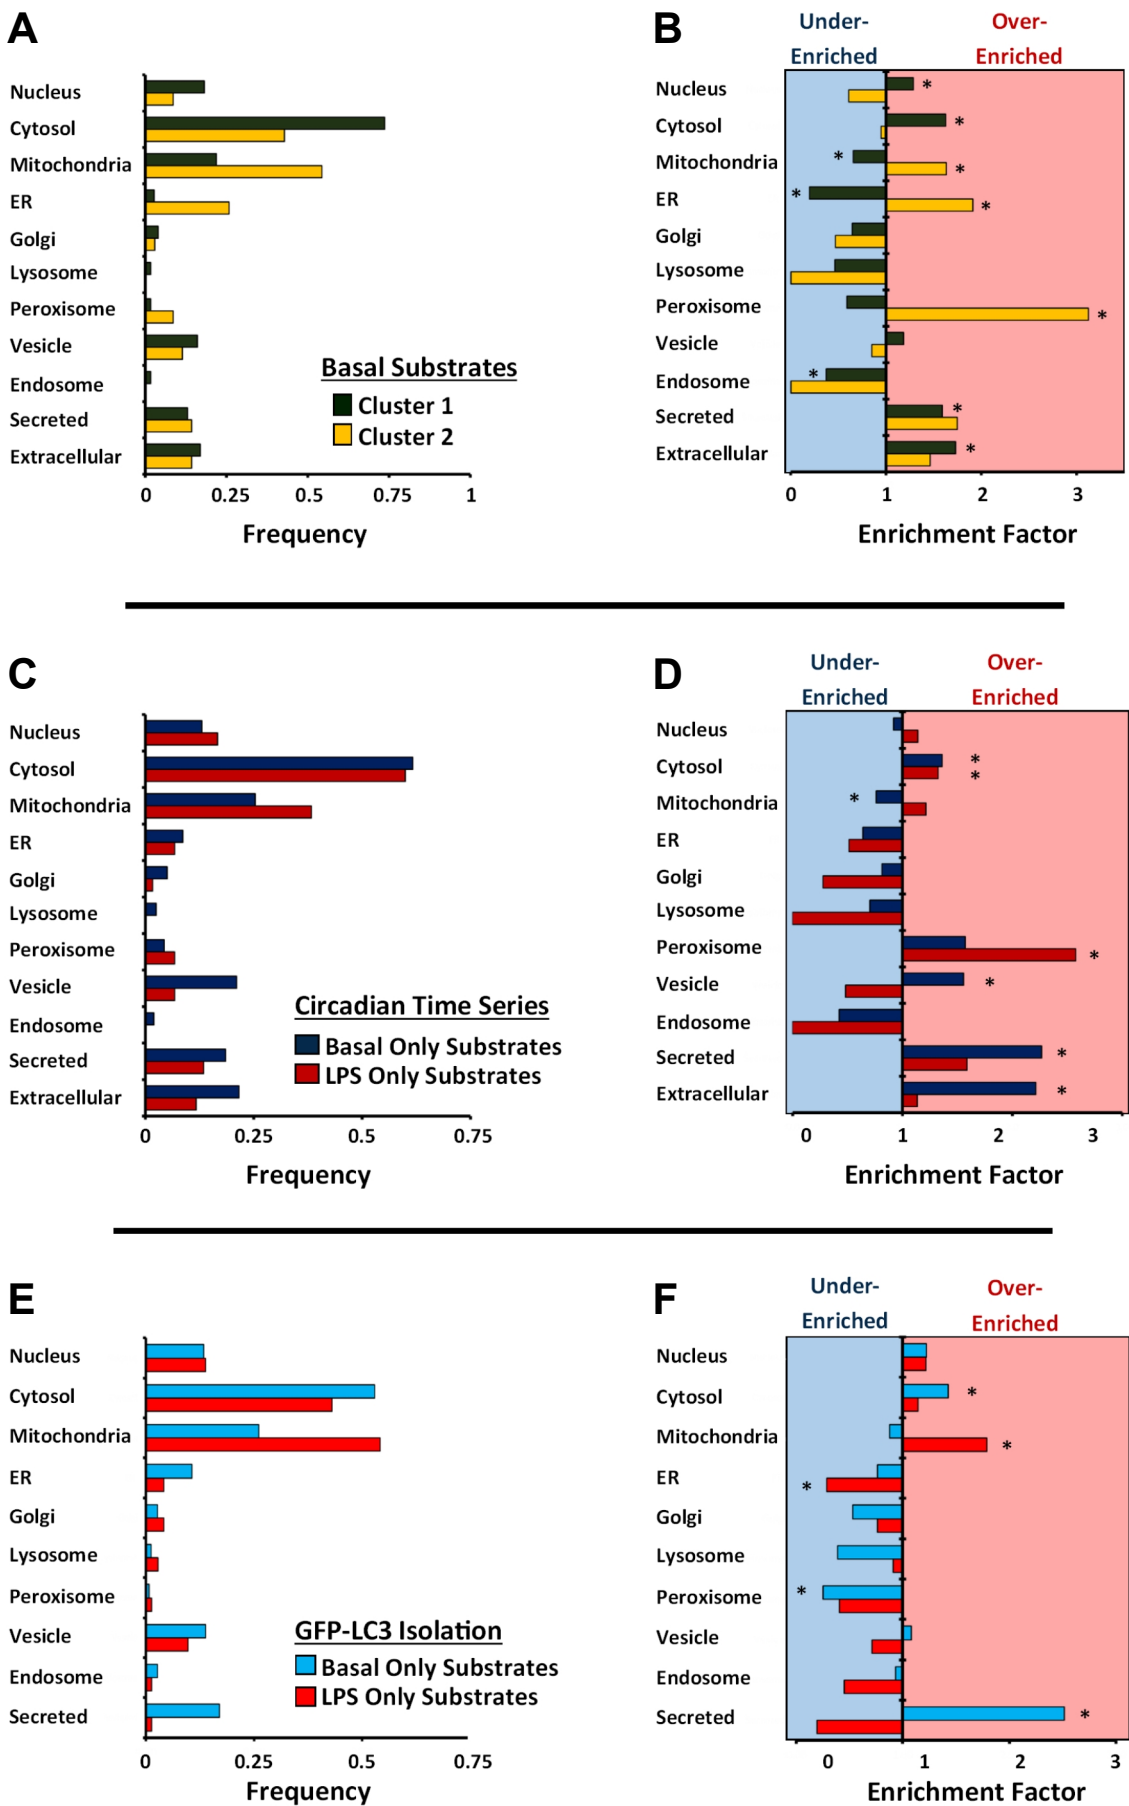 A
Nucleus
Cytosol
Mitochondria
ER
Golgi
Lysosome
Peroxisome
Vesicle
Endosome
Secreted
Extracellular
Basal Substrates
Cluster 1
Cluster 2
0 0.25 0.5 0.75 1
Frequency
B
Under- Over-
Enriched Enriched
Nucleus *
Cytosol *
Mitochondria * *
ER * *
Golgi
Lysosome
Peroxisome *
Vesicle
Endosome *
Secreted *
Extracellular *
0 1 2 3
Enrichment Factor
C
Nucleus
Cytosol
Mitochondria
ER
Golgi
Lysosome
Peroxisome
Vesicle
Endosome
Secreted
Extracellular
Circadian Time Series
Basal Only Substrates
LPS Only Substrates
0 0.25 0.5 0.75
Frequency
D
Under- Over-
Enriched Enriched
Nucleus
Cytosol *
*
Mitochondria *
ER
Golgi
Lysosome
Peroxisome *
Vesicle *
Endosome
Secreted *
Extracellular *
0 1 2 3
Enrichment Factor
E
Nucleus
Cytosol
Mitochondria
ER
Golgi
Lysosome
Peroxisome
Vesicle
Endosome
Secreted
GFP-LC3 Isolation
Basal Only Substrates
LPS Only Substrates
0 0.25 0.5 0.75
Frequency
F
Under- Over-
Enriched Enriched
Nucleus
Cytosol *
Mitochondria *
ER *
Golgi
Lysosome
Peroxisome *
Vesicle
Endosome
Secreted *
0 1 2 3
Enrichment Factor